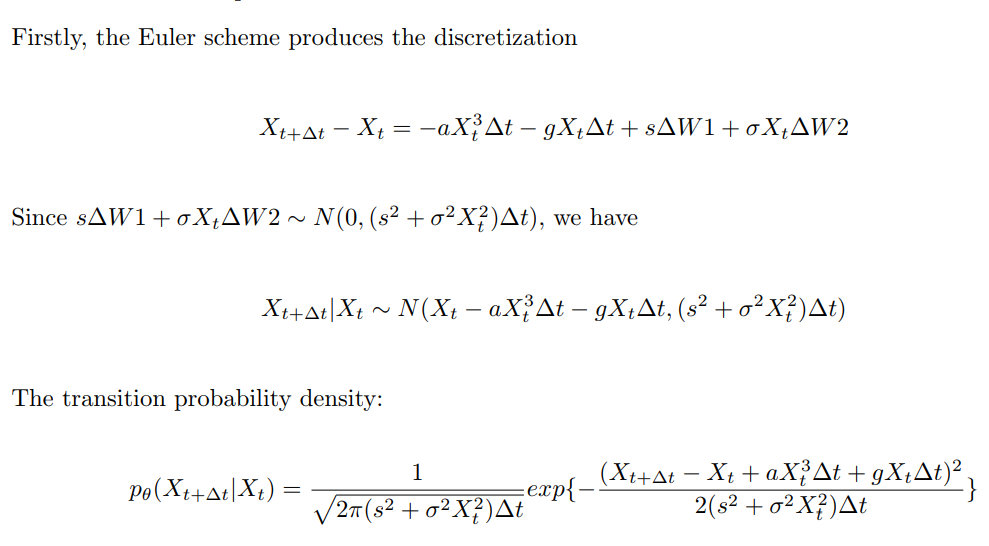 Firstly, the Euler scheme produces the discretization
$X_{t+\Delta t} - X_t = -aX_t^3\Delta t - gX_t\Delta t + s\Delta W1 + \sigma X_t\Delta W2$
Since $s\Delta W1 + \sigma X_t\Delta W2 \sim N(0, (s^2 + \sigma^2 X_t^2)\Delta t)$, we have
$X_{t+\Delta t}|X_t \sim N(X_t - aX_t^3\Delta t - gX_t\Delta t, (s^2 + \sigma^2 X_t^2)\Delta t)$
The transition probability density:
$p_\theta(X_{t+\Delta t}|X_t) = \frac{1}{\sqrt{2\pi(s^2 + \sigma^2 X_t^2)\Delta t}} exp\{-\frac{(X_{t+\Delta t} - X_t + aX_t^3\Delta t + gX_t\Delta t)^2}{2(s^2 + \sigma^2 X_t^2)\Delta t}\}$